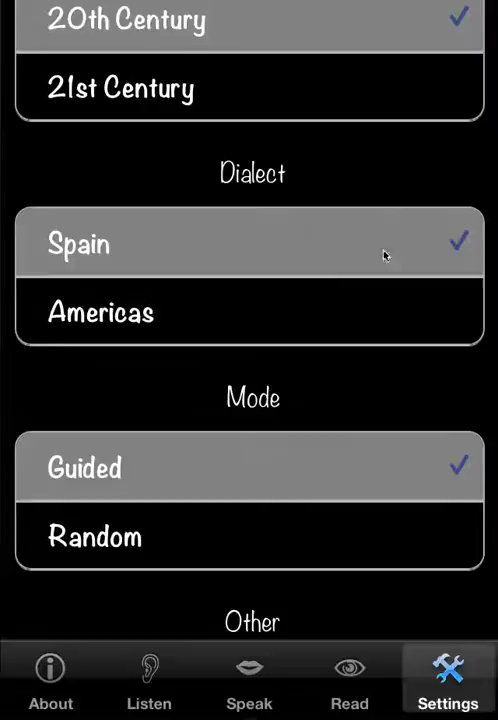 20th Century
21st Century
Dialect
Spain
Americas
Mode
Guided
Random
Other
About
Listen
Speak
Read
Settings